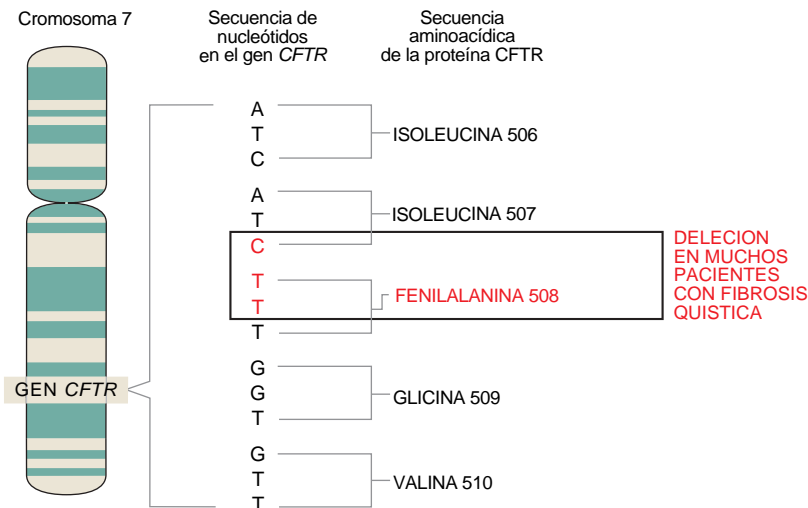 Cromosoma 7
Secuencia de
nucleótidos
en el gen CFTR
Secuencia
aminoacídica
de la proteína CFTR
A
T
C
ISOLEUCINA 506
A
T
C
ISOLEUCINA 507
T
T
T
FENILALANINA 508
DELECION
EN MUCHOS
PACIENTES
CON FIBROSIS
QUISTICA
G
G
T
GLICINA 509
GEN CFTR
G
T
T
VALINA 510